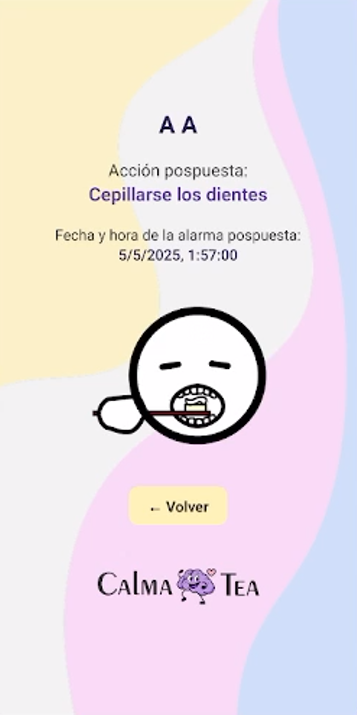 A A
Acción pospuesta:
Cepillarse los dientes
Fecha y hora de la alarma pospuesta:
5/5/2025, 1:57:00
← Volver
Calma Tea